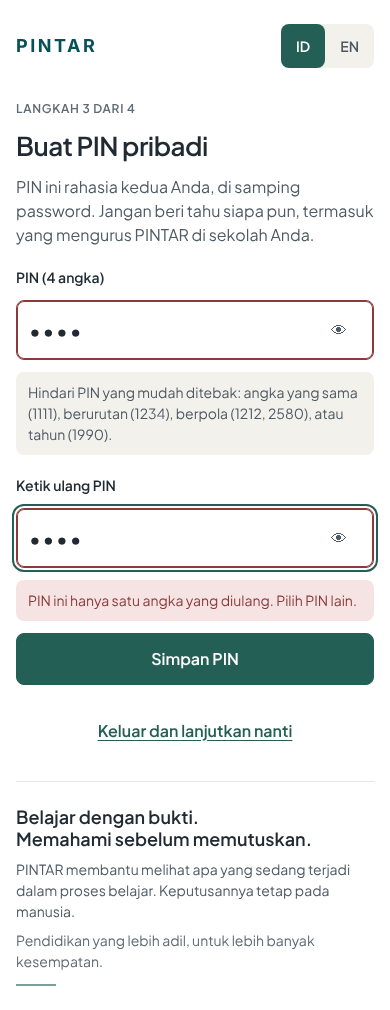 PINTAR
ID
EN
LANGKAH 3 DARI 4
Buat PIN pribadi
PIN ini rahasia kedua Anda, di samping
password. Jangan beri tahu siapa pun, termasuk
yang mengurus PINTAR di sekolah Anda.
PIN (4 angka)
Hindari PIN yang mudah ditebak: angka yang sama
(1111), berurutan (1234), berpola (1212, 2580), atau
tahun (1990).
Ketik ulang PIN
PIN ini hanya satu angka yang diulang. Pilih PIN lain.
Simpan PIN
Keluar dan lanjutkan nanti
Belajar dengan bukti.
Memahami sebelum memutuskan.
PINTAR membantu melihat apa yang sedang terjadi
dalam proses belajar. Keputusannya tetap pada
manusia.
Pendidikan yang lebih adil, untuk lebih banyak
kesempatan.